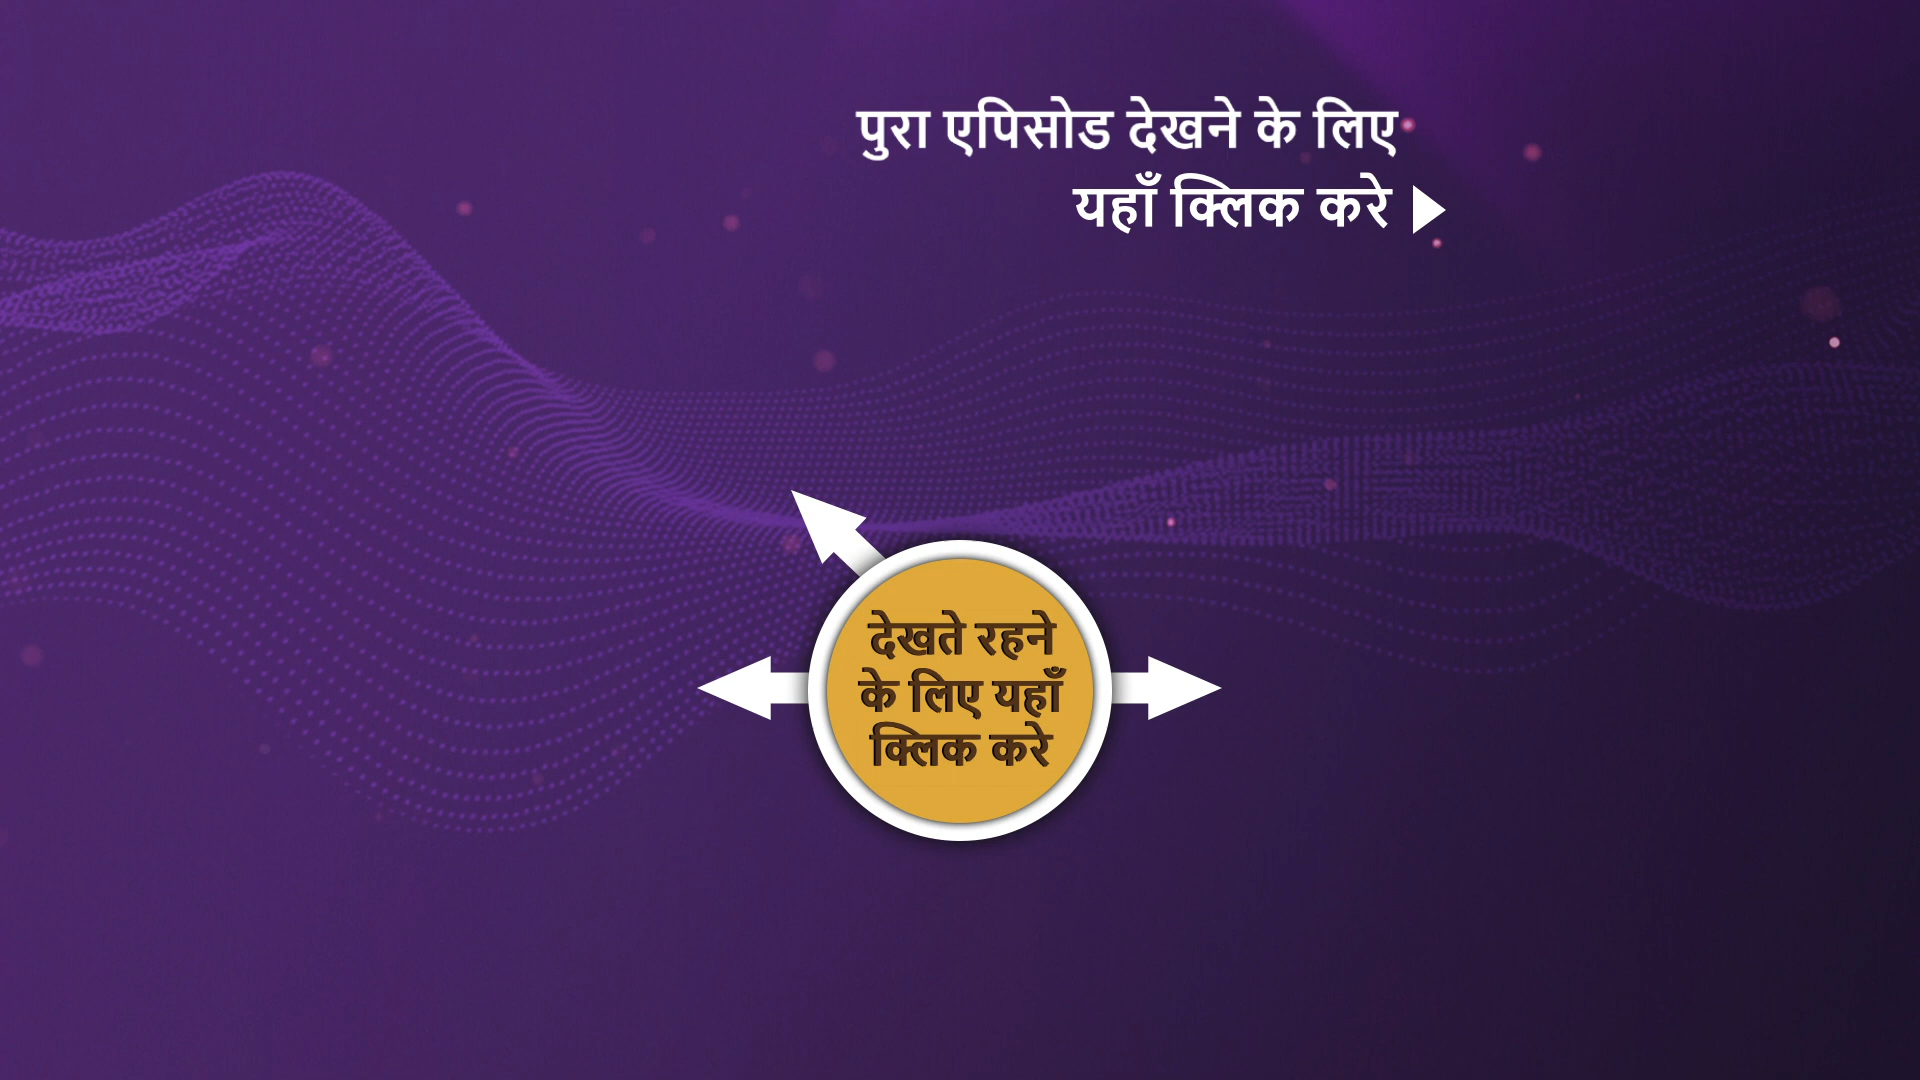 पुरा एपिसोड देखने के लिए
यहाँ क्लिक करे
देखते रहने
के लिए यहाँ
क्लिक करे